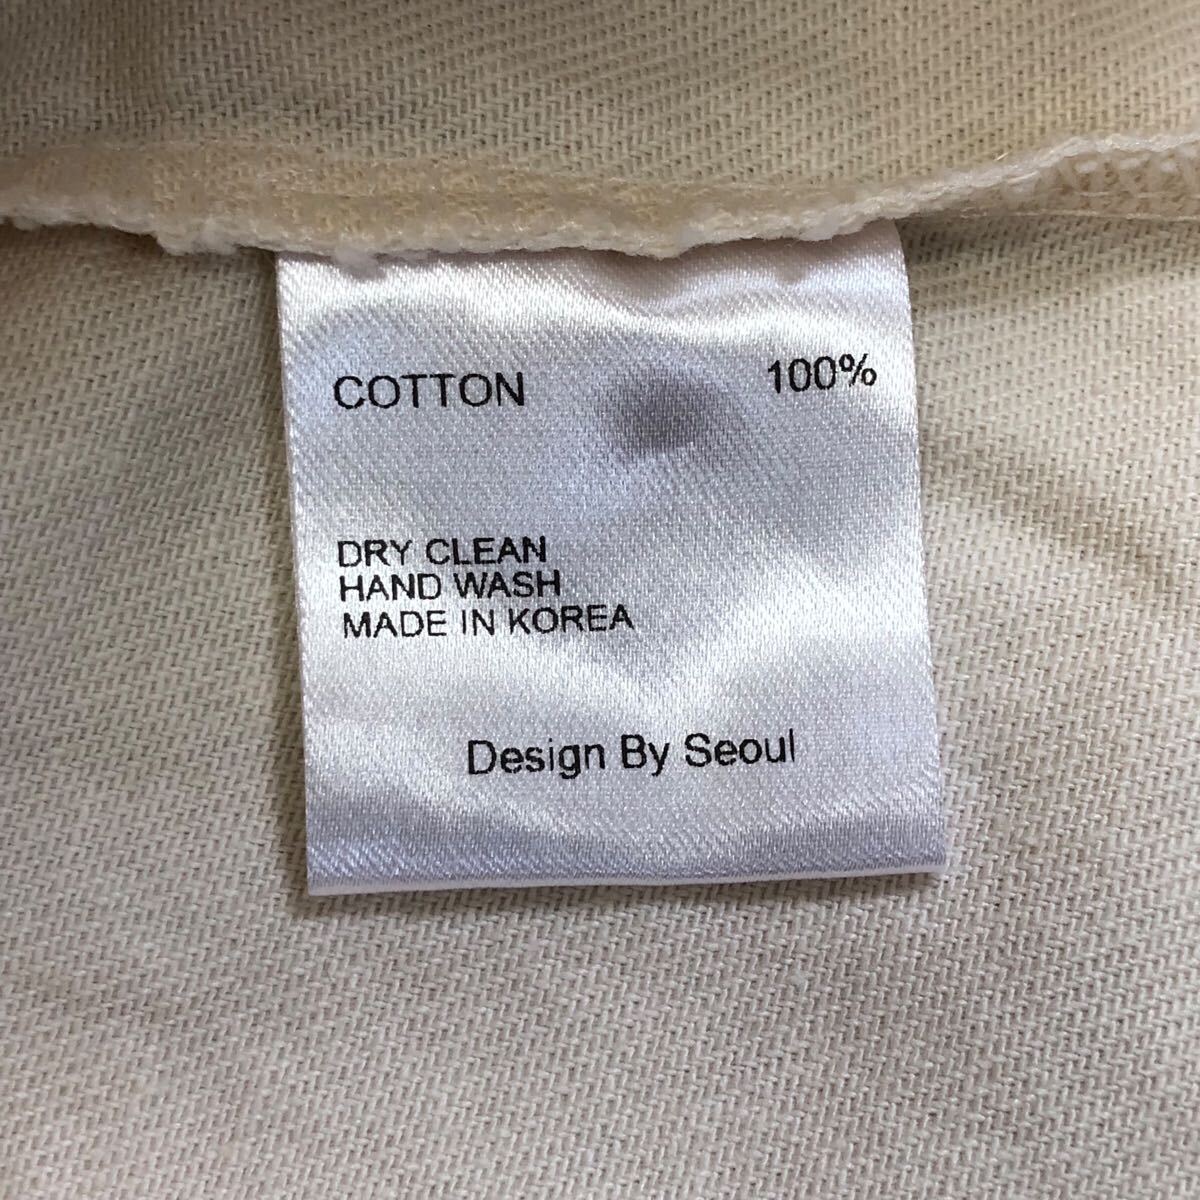 COTTON 100%
DRY CLEAN
HAND WASH
MADE IN KOREA
Design By Seoul